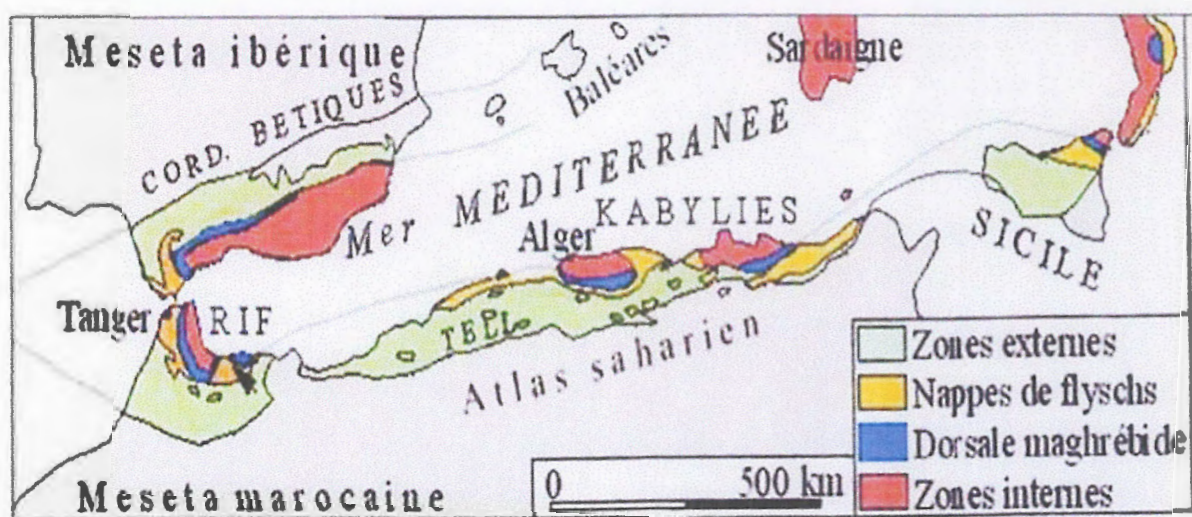 Meseta ibérique
CORD. BETIQUES
Baléares
Sardaigne
Mer MEDITERRANEE
Alger
KABYLIES
SICILE
Tanger
RIF
TELL
Atlas saharien
Meseta marocaine
0 500 km
Zones externes
Nappes de flyschs
Dorsale maghrébide
Zones internes